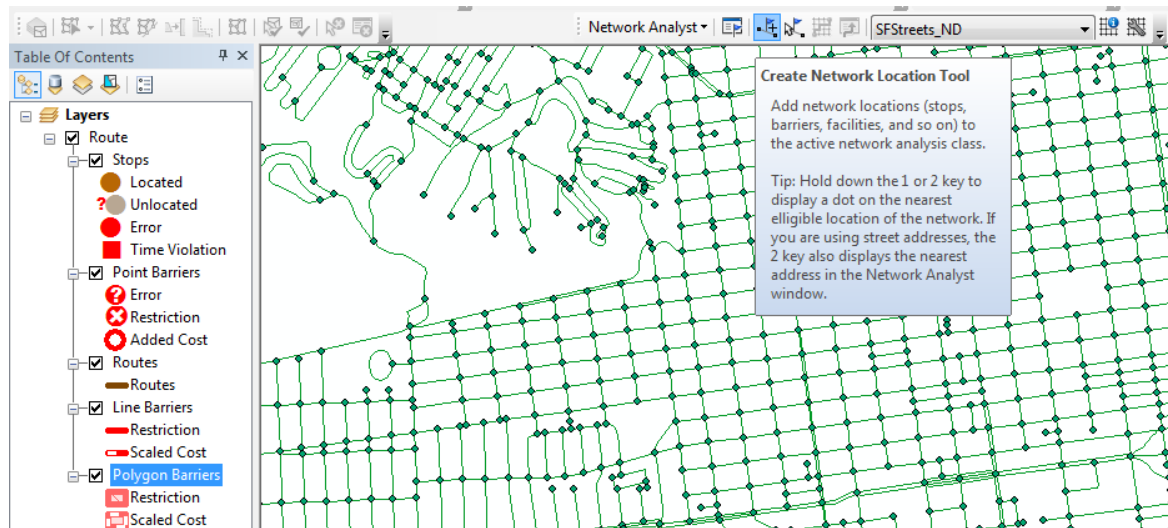 Network Analyst
SFStreets_ND
Table Of Contents
Layers
Route
Stops
Located
? Unlocated
Error
Time Violation
Point Barriers
? Error
Restriction
Added Cost
Routes
Routes
Line Barriers
Restriction
Scaled Cost
Polygon Barriers
Restriction
Scaled Cost
Create Network Location Tool
Add network locations (stops,
barriers, facilities, and so on) to
the active network analysis class.
Tip: Hold down the 1 or 2 key to
display a dot on the nearest
elligible location of the network. If
you are using street addresses, the
2 key also displays the nearest
address in the Network Analyst
window.